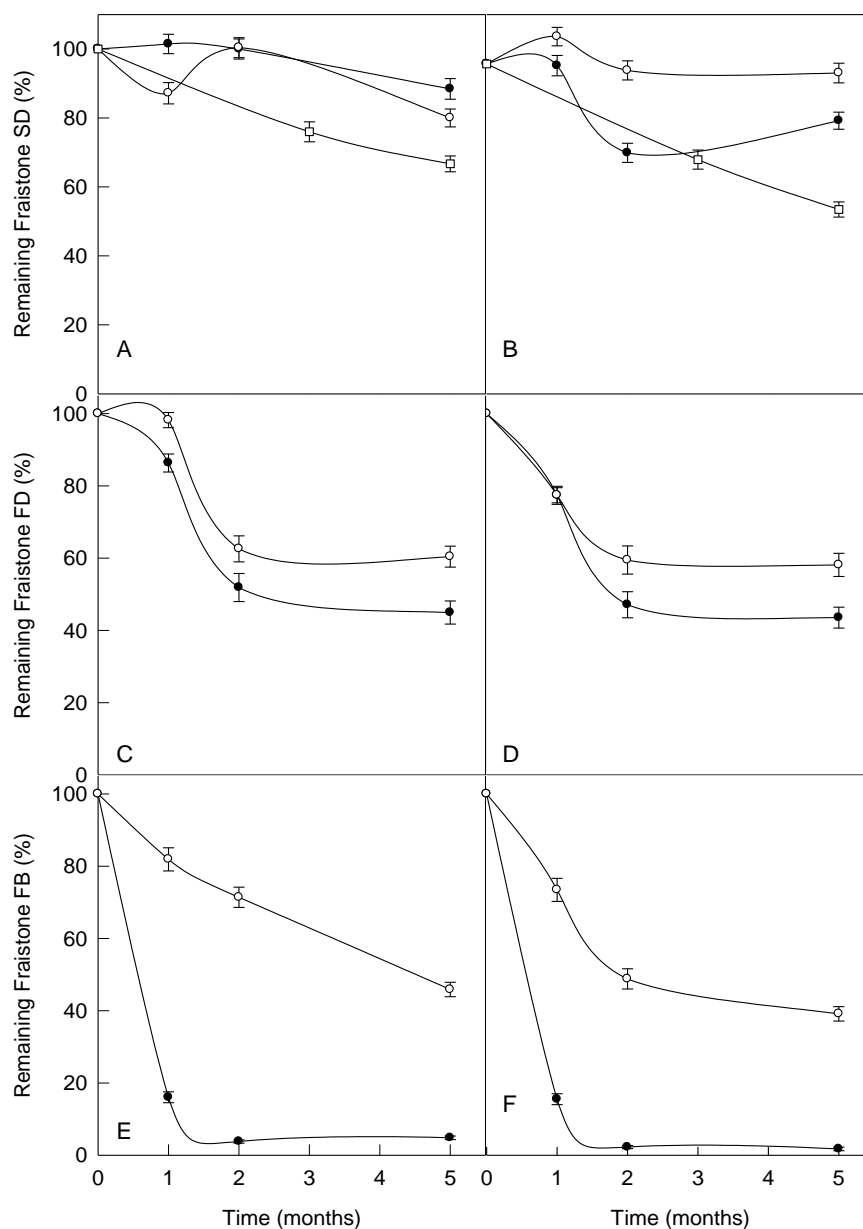 Remaining Fraistone SD (%)
100
80
60
40
20
0
A
B
Remaining Fraistone FD (%)
100
80
60
40
20
0
C
D
Remaining Fraistone FB (%)
100
80
60
40
20
0
E
F
0 1 2 3 4 5
0 1 2 3 4 5
Time (months)
Time (months)